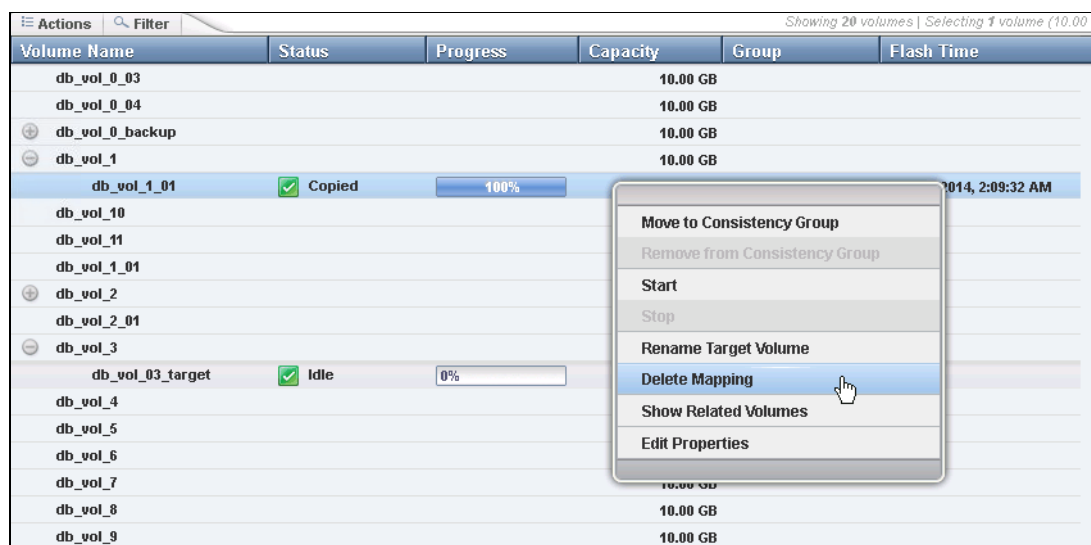 Actions Filter Showing 20 volumes | Selecting 1 volume (10.00
Volume Name Status Progress Capacity Group Flash Time
db_vol_0_03 10.00 GB
db_vol_0_04 10.00 GB
db_vol_0_backup 10.00 GB
db_vol_1 10.00 GB
db_vol_1_01 Copied 100% 2014, 2:09:32 AM
db_vol_10
Move to Consistency Group
db_vol_11
Remove from Consistency Group
db_vol_1_01
Start
db_vol_2
db_vol_2_01
Stop
db_vol_3
Rename Target Volume
db_vol_03_target Idle 0%
Delete Mapping
db_vol_4
Show Related Volumes
db_vol_5
Edit Properties
db_vol_6
db_vol_7 10.00 GB
db_vol_8 10.00 GB
db_vol_9 10.00 GB